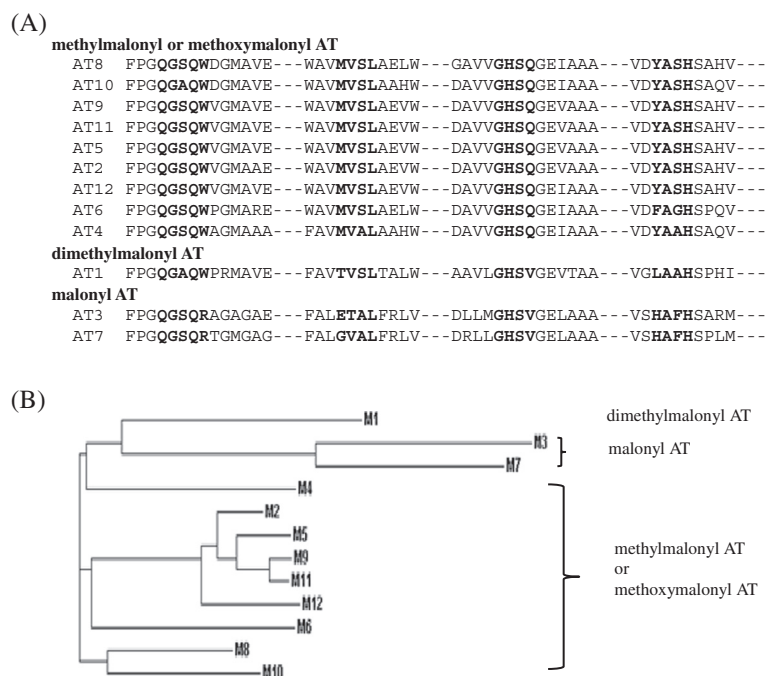 (A)
methylmalonyl or methoxymalonyl AT
AT8 FPGQGSQWDGMAVE---WAVMVSLAELW---GAVVGHSQGEIAAA---VDYASHSAHV---
AT10 FPGQGAQWDGMAVE---WAVMVSLAAHW---DAVVGHSQGEIAAA---VDYASHSAQV---
AT9 FPGQGSQWVGMAVE---WAVMVSLAEVW---DAVVGHSQGEVAAA---VDYASHSAHV---
AT11 FPGQGSQWVGMAVE---WAVMVSLAEVW---DAVVGHSQGEVAAA---VDYASHSAHV---
AT5 FPGQGSQWVGMAVE---WAVMVSLAEVW---DAVVGHSQGEVAAA---VDYASHSAHV---
AT2 FPGQGSQWVGMAAE---WAVMVSLAEVW---DAVVGHSQGEIAAA---VDYASHSAHV---
AT12 FPGQGSQWVGMAVE---WAVMVSLAEVW---DAVVGHSQGEIAAA---VDYASHSAHV---
AT6 FPGQGSQWPGMARE---WAVMVSLAELW---DAVVGHSQGEIAAA---VDFAGHSPQV---
AT4 FPGQGSQWAGMAAA---FAVMVALAAHW---DAVVGHSQGEIAAA---VDYAAHSAQV---
dimethylmalonyl AT
AT1 FPGQGAQWPRMAVE---FAVTVSLTALW---AAVLGHSVGEVTAA---VGLAAHSPHI---
malonyl AT
AT3 FPGQGSQRAGAGAE---FALETALFRLV---DLLMGHSVGELAAA---VSHAFHSARM---
AT7 FPGQGSQRTGMGAG---FALGVALFRLV---DRLLGHSVGELAAA---VSHAFHSPLM---
(B)
M1 dimethylmalonyl AT
M3
malonyl AT
M7
M4
M2
M5
M9
M11
M12
M6
M8
M10
methylmalonyl AT
or
methoxymalonyl AT